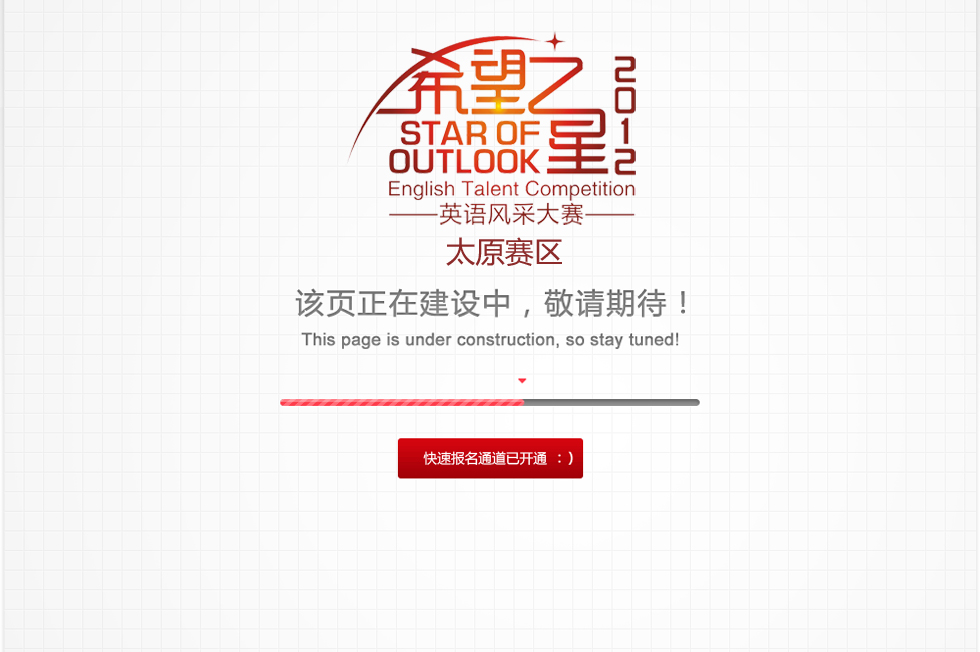 希望之星
2012
STAR OF
OUTLOOK
English Talent Competition
英语风采大赛
太原赛区
该页正在建设中，敬请期待！
This page is under construction, so stay tuned!
快速报名通道已开通 ：)